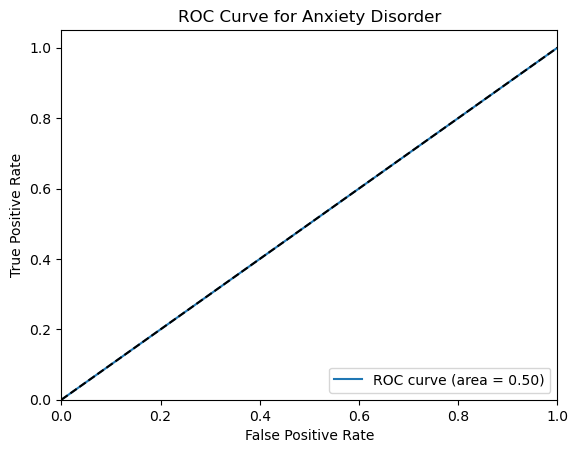 ROC Curve for Anxiety Disorder
True Positive Rate
1.0
0.8
0.6
0.4
0.2
0.0
ROC curve (area = 0.50)
0.0 0.2 0.4 0.6 0.8 1.0
False Positive Rate